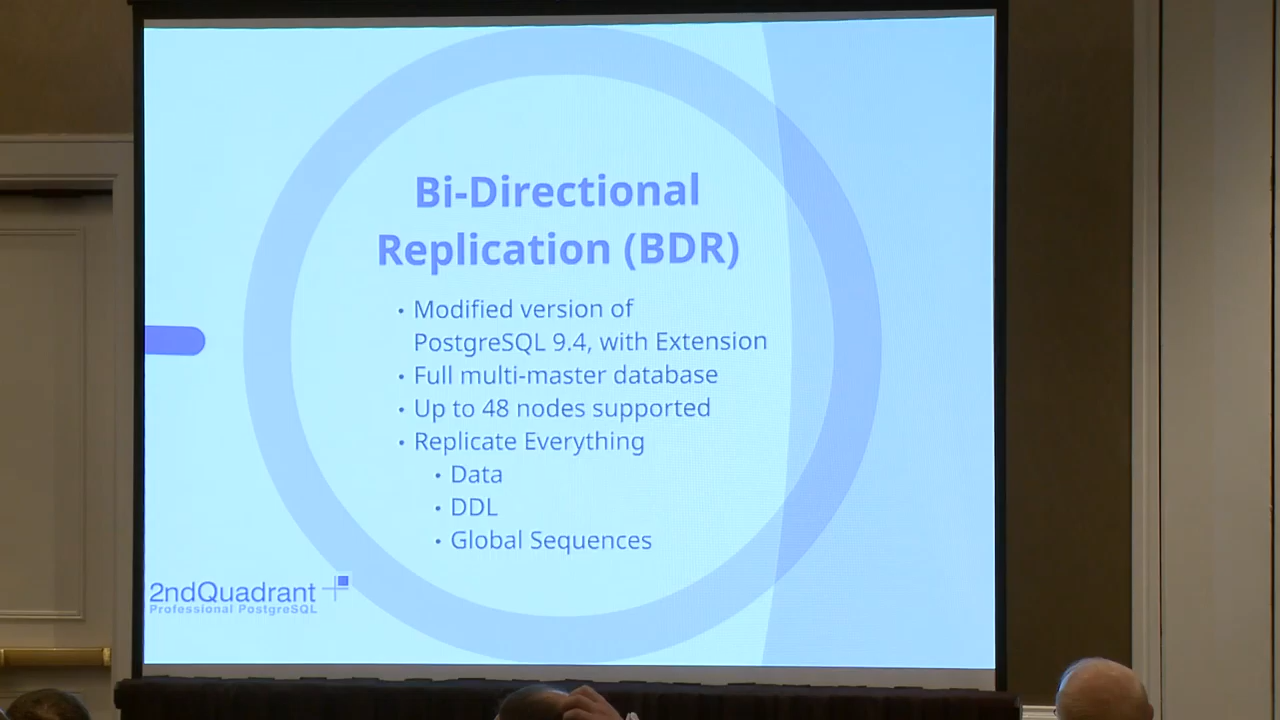 Bi-Directional
Replication (BDR)
• Modified version of
PostgreSQL 9.4, with Extension
• Full multi-master database
• Up to 48 nodes supported
• Replicate Everything
• Data
• DDL
• Global Sequences
2ndQuadrant
Professional PostgreSQL